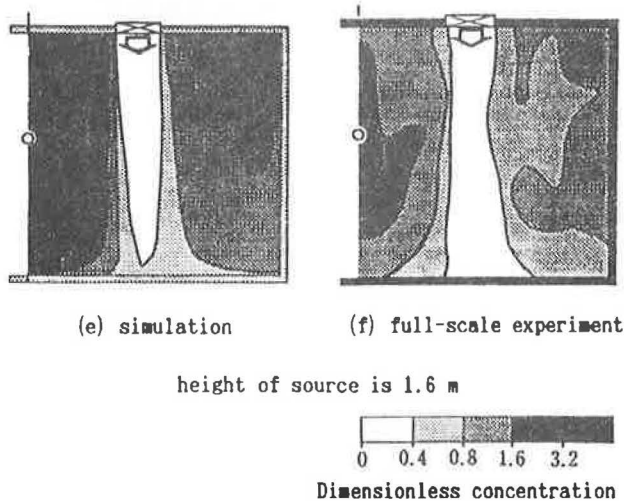 (e) simulation (f) full-scale experiment
height of source is 1.6 m
0 0.4 0.8 1.6 3.2
Dimensionless concentration